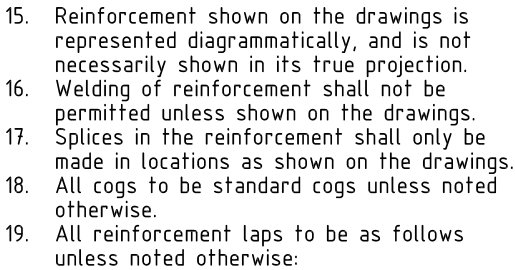 15. Reinforcement shown on the drawings is
represented diagrammatically, and is not
necessarily shown in its true projection.
16. Welding of reinforcement shall not be
permitted unless shown on the drawings.
17. Splices in the reinforcement shall only be
made in locations as shown on the drawings.
18. All cogs to be standard cogs unless noted
otherwise.
19. All reinforcement laps to be as follows
unless noted otherwise: